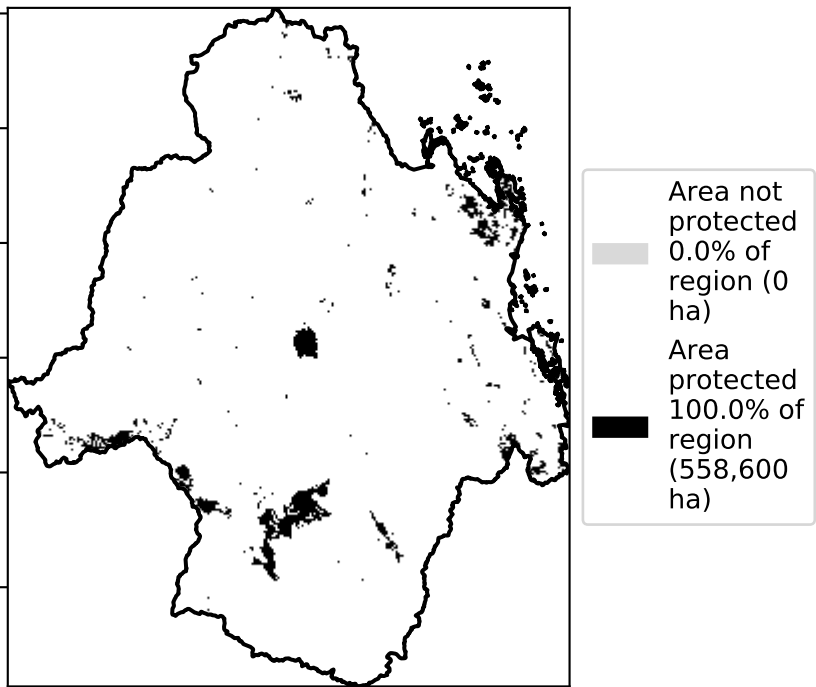 Area not
protected
0.0% of
region (0
ha)
Area
protected
100.0% of
region
(558,600
ha)